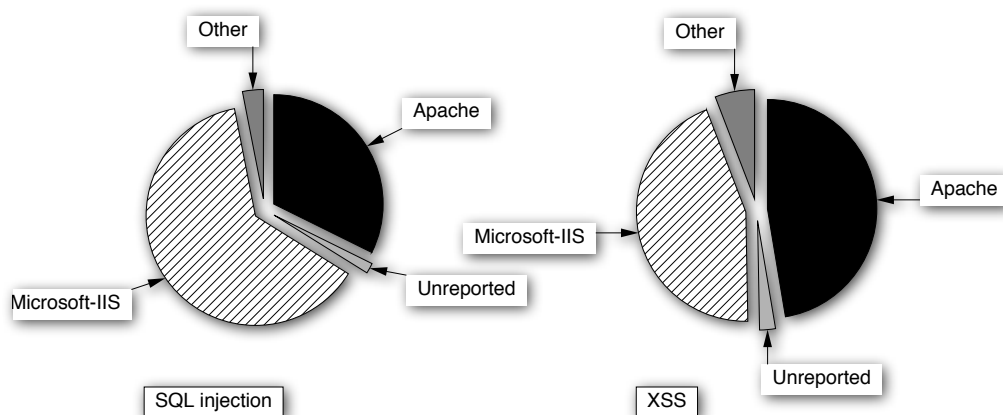 Other
Apache
Microsoft-IIS
Unreported
SQL injection
Other
Apache
Microsoft-IIS
Unreported
XSS